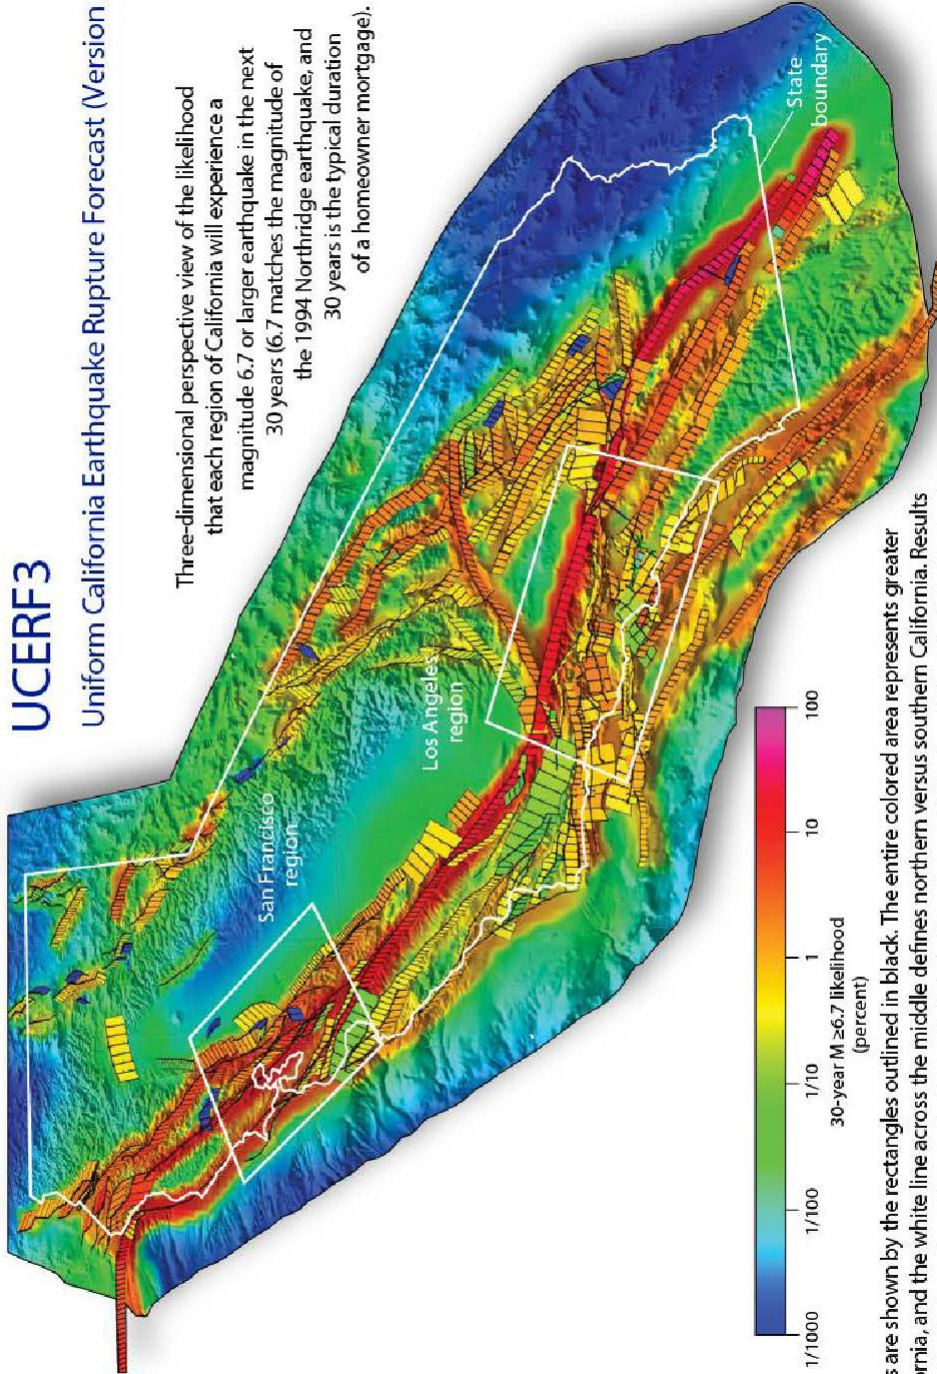 UCERF3
Uniform California Earthquake Rupture Forecast (Version
Three-dimensional perspective view of the likelihood
that each region of California will experience a
magnitude 6.7 or larger earthquake in the next
30 years (6.7 matches the magnitude of
the 1994 Northridge earthquake, and
30 years is the typical duration
of a homeowner mortgage).
San Francisco
region
Los Angeles
region
State
boundary
1/1000
1/100
1/10
1
10
100
30-year M ≥6.7 likelihood
(percent)
s are shown by the rectangles outlined in black. The entire colored area represents greater
ornia, and the white line across the middle defines northern versus southern California. Results